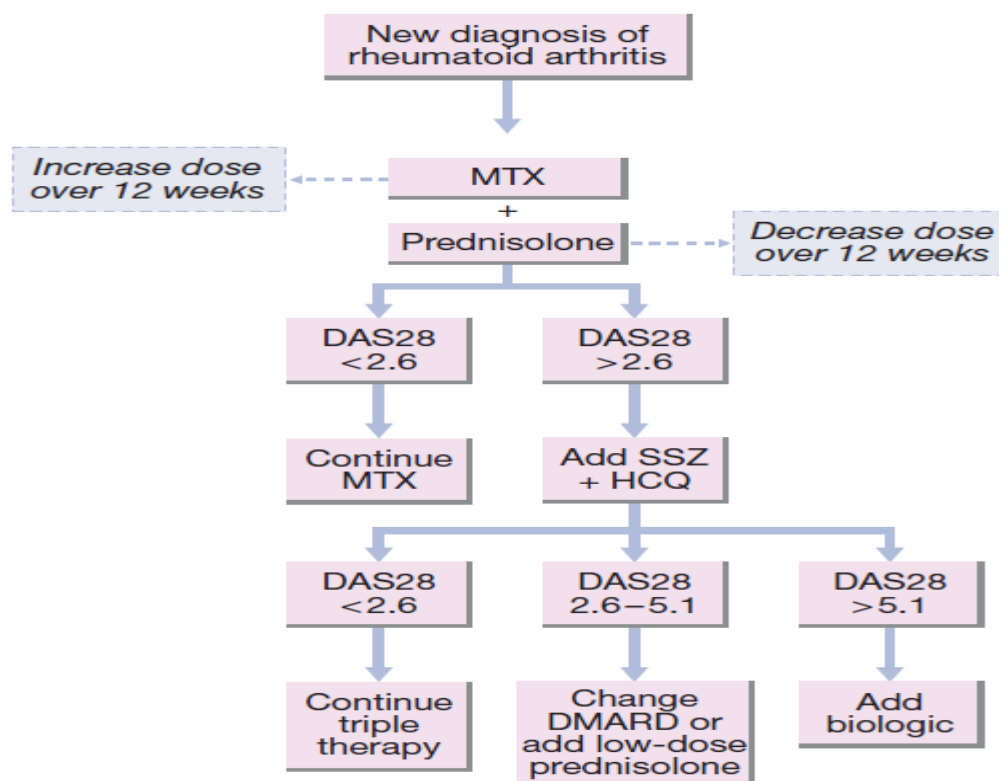 New diagnosis of
rheumatoid arthritis
Increase dose
over 12 weeks
MTX
+
Prednisolone
Decrease dose
over 12 weeks
DAS28
<2.6
DAS28
>2.6
Continue
MTX
Add SSZ
+ HCQ
DAS28
<2.6
DAS28
2.6–5.1
DAS28
>5.1
Continue
triple
therapy
Change
DMARD or
add low-dose
prednisolone
Add
biologic